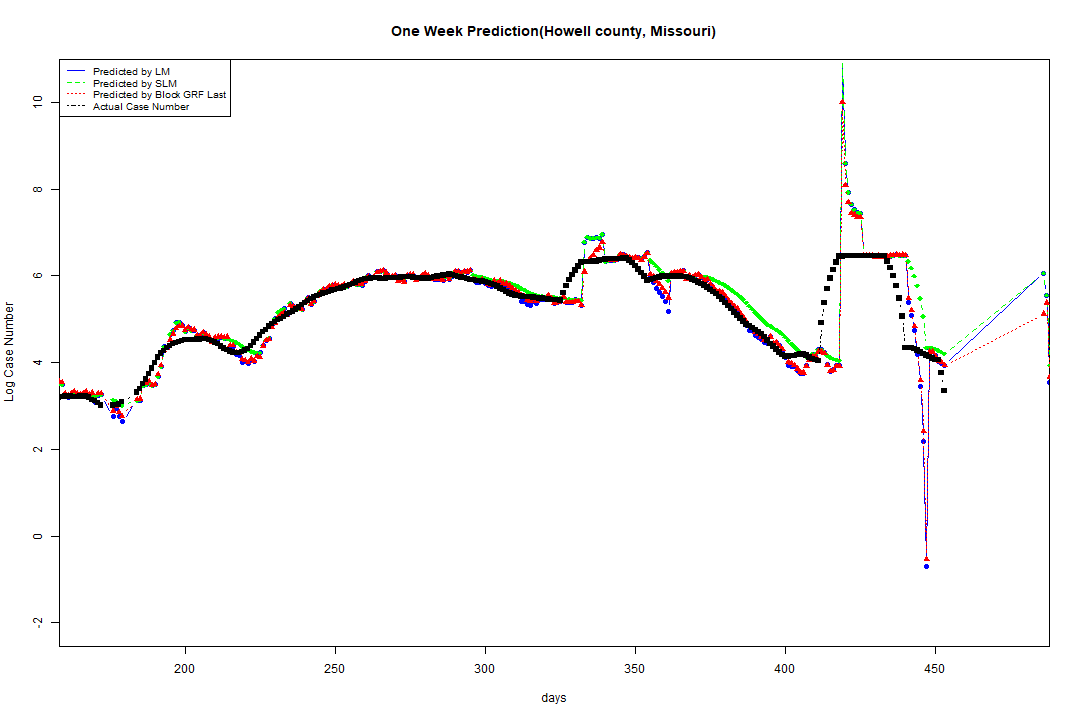 One Week Prediction(Howell county, Missouri)
Predicted by LM
Predicted by SLM
Predicted by Block GRF Last
Actual Case Number
Log Case Number
10
8
6
4
2
0
-2
200 250 300 350 400 450
days